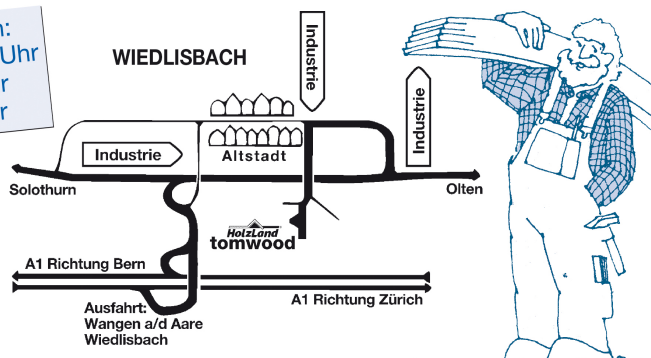 n:
Uhr
r
r
WIEDLISBACH
Industrie
Industrie
Industrie
Altstadt
Solothurn
Olten
HolzLand
tomwood
A1 Richtung Bern
A1 Richtung Zürich
Ausfahrt:
Wangen a/d Aare
Wiedlisbach